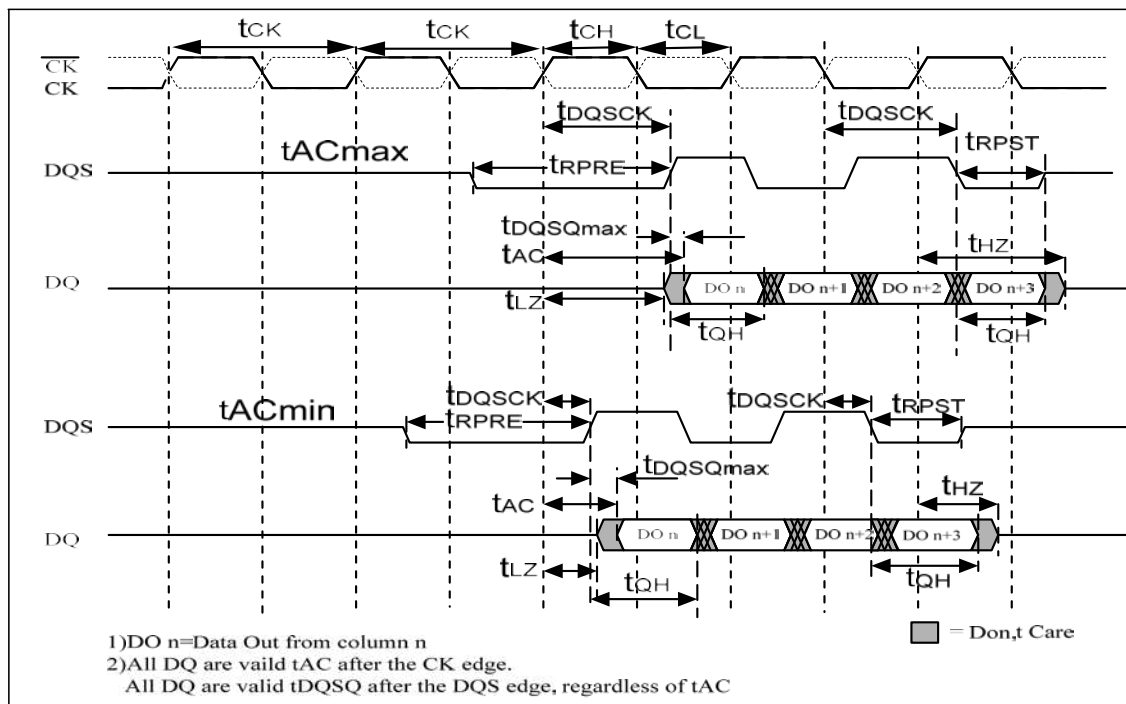 tCK tCK tCH tCL
CK
CK
tDQSCK tDQSCK
tACmax tRPST
DQS tRPRE
tDQSQmax
tAC tHZ
DQ DO n DO n+1 DO n+2 DO n+3
tLZ
tQH tQH
tDQSCK tDQSCK
tACmin tRPST
DQS tRPRE
tDQSQmax
tAC tHZ
DQ DO n DO n+1 DO n+2 DO n+3
tLZ
tQH tQH
1)DO n=Data Out from column n
= Don,t Care
2)All DQ are vaild tAC after the CK edge.
All DQ are valid tDQSQ after the DQS edge, regardless of tAC